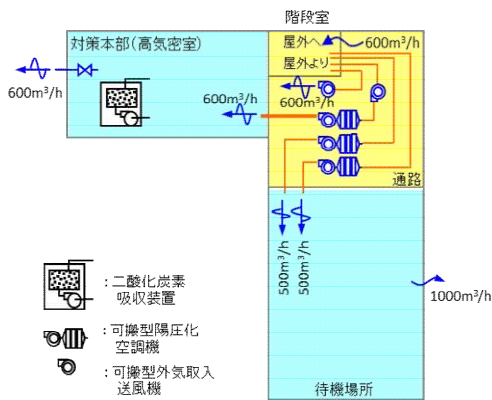 階段室
対策本部(高気密室)
屋外へ
600m³/h
屋外より
600m³/h
600m³/h
600m³/h
通路
500m³/h
500m³/h
1000m³/h
:二酸化炭素
吸収装置
:可搬型陽圧化
空調機
:可搬型外気取入
送風機
待機場所